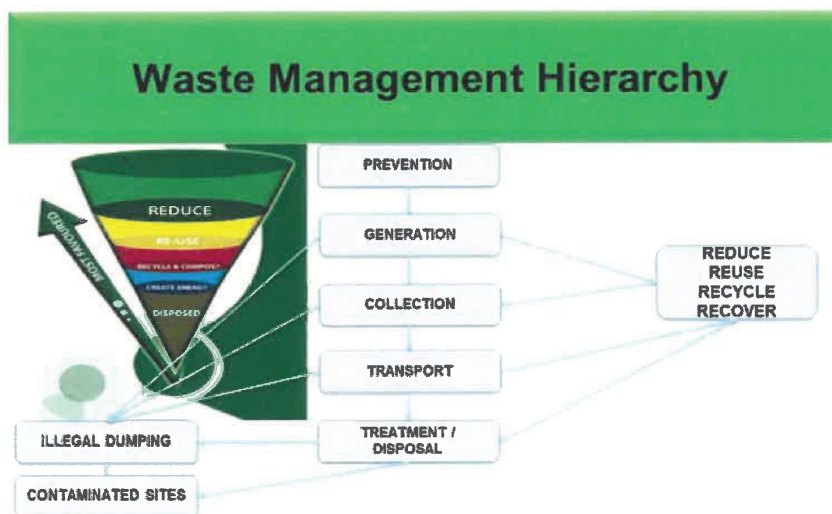 Waste Management Hierarchy
REDUCE
RE-USE
RECYCLE & COMPOST
CREATE ENERGY
DISPOSED
MOST FAVOURED
PREVENTION
GENERATION
COLLECTION
TRANSPORT
TREATMENT /
DISPOSAL
REDUCE
REUSE
RECYCLE
RECOVER
ILLEGAL DUMPING
CONTAMINATED SITES